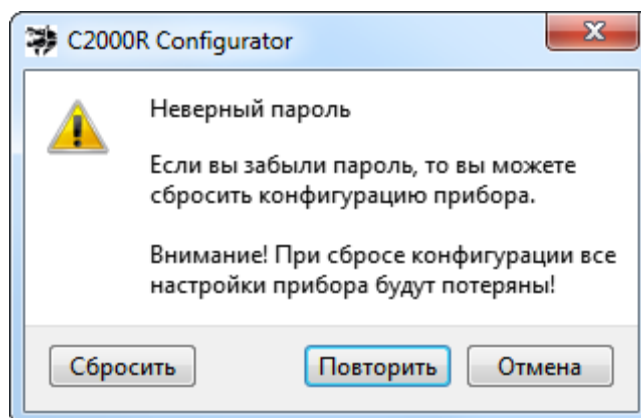 C2000R Configurator
Неверный пароль
Если вы забыли пароль, то вы можете
сбросить конфигурацию прибора.
Внимание! При сбросе конфигурации все
настройки прибора будут потеряны!
Сбросить Повторить Отмена